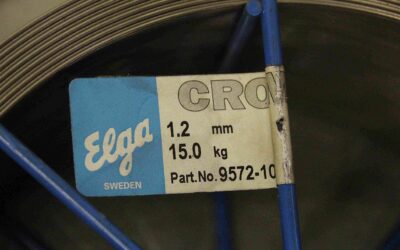 CRO
Elga
SWEDEN
1.2 mm
15.0 kg
Part.No. 9572-10